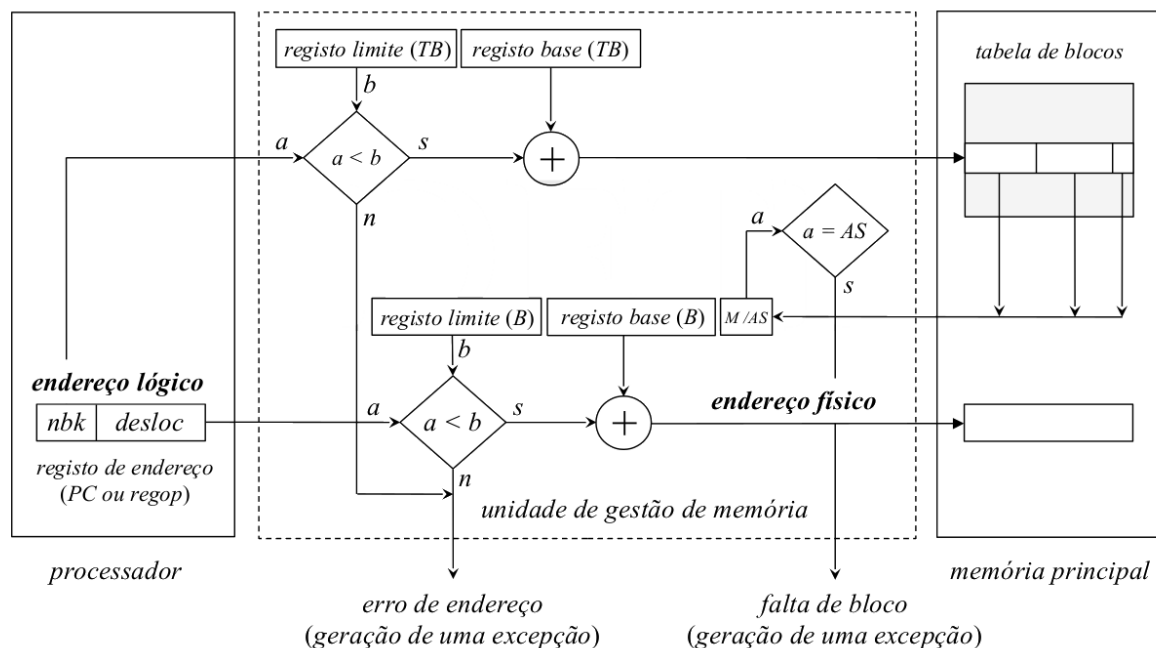 registo limite (TB)
registo base (TB)
tabela de blocos
b
a
a < b
s
+
n
a
a = AS
s
registo limite (B)
registo base (B)
M /AS
b
endereço lógico
nbk
desloc
a
a < b
s
+
endereço físico
n
registo de endereço
(PC ou regop)
unidade de gestão de memória
processador
memória principal
erro de endereço
(geração de uma excepção)
falta de bloco
(geração de uma excepção)